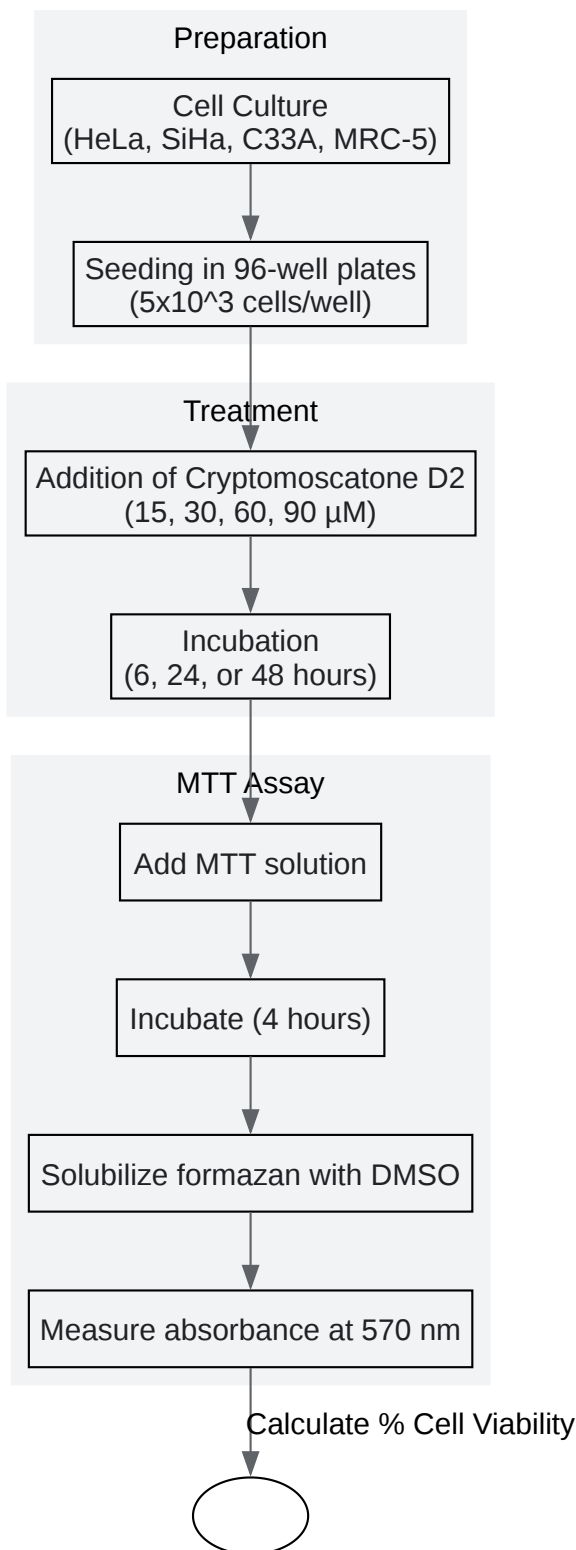 Preparation
Cell Culture
(HeLa, SiHa, C33A, MRC-5)
Seeding in 96-well plates
(5x10^3 cells/well)
Treatment
Addition of Cryptomoscatone D2
(15, 30, 60, 90 µM)
Incubation
(6, 24, or 48 hours)
MTT Assay
Add MTT solution
Incubate (4 hours)
Solubilize formazan with DMSO
Measure absorbance at 570 nm
Calculate % Cell Viability